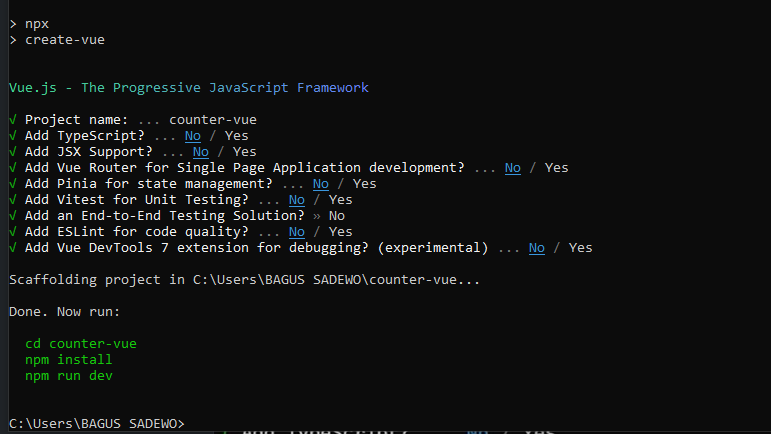 > npx
> create-vue
Vue.js - The Progressive JavaScript Framework
√ Project name: ... counter-vue
√ Add TypeScript? ... No / Yes
√ Add JSX Support? ... No / Yes
√ Add Vue Router for Single Page Application development? ... No / Yes
√ Add Pinia for state management? ... No / Yes
√ Add Vitest for Unit Testing? ... No / Yes
√ Add an End-to-End Testing Solution? » No
√ Add ESLint for code quality? ... No / Yes
√ Add Vue DevTools 7 extension for debugging? (experimental) ... No / Yes
Scaffolding project in C:\Users\BAGUS SADEWO\counter-vue...
Done. Now run:
cd counter-vue
npm install
npm run dev
C:\Users\BAGUS SADEWO>